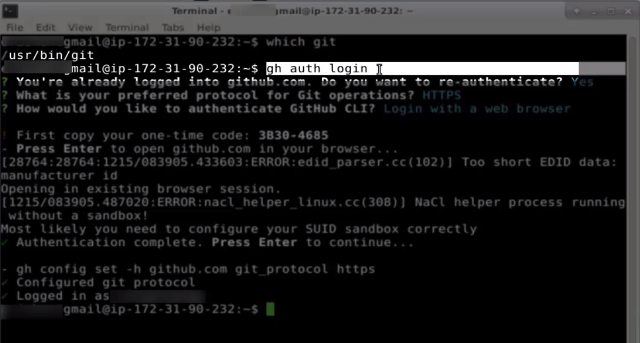 Terminal - gmail@ip-172-31-90-232: ~
File Edit View Terminal Tabs Help
gmail@ip-172-31-90-232:~$ which git
/usr/bin/git
gmail@ip-172-31-90-232:~$ gh auth login
? You're already logged into github.com. Do you want to re-authenticate? Yes
? What is your preferred protocol for Git operations? HTTPS
? How would you like to authenticate GitHub CLI? Login with a web browser
! First copy your one-time code: 3B30-4685
- Press Enter to open github.com in your browser...
[28764:28764:1215/083905.433603:ERROR:edid_parser.cc(102)] Too short EDID data:
manufacturer id
Opening in existing browser session.
[1215/083905.487020:ERROR:nacl_helper_linux.cc(308)] NaCl helper process running
without a sandbox!
Most likely you need to configure your SUID sandbox correctly
✓ Authentication complete. Press Enter to continue...
- gh config set -h github.com git_protocol https
✓ Configured git protocol
✓ Logged in as
gmail@ip-172-31-90-232:~$